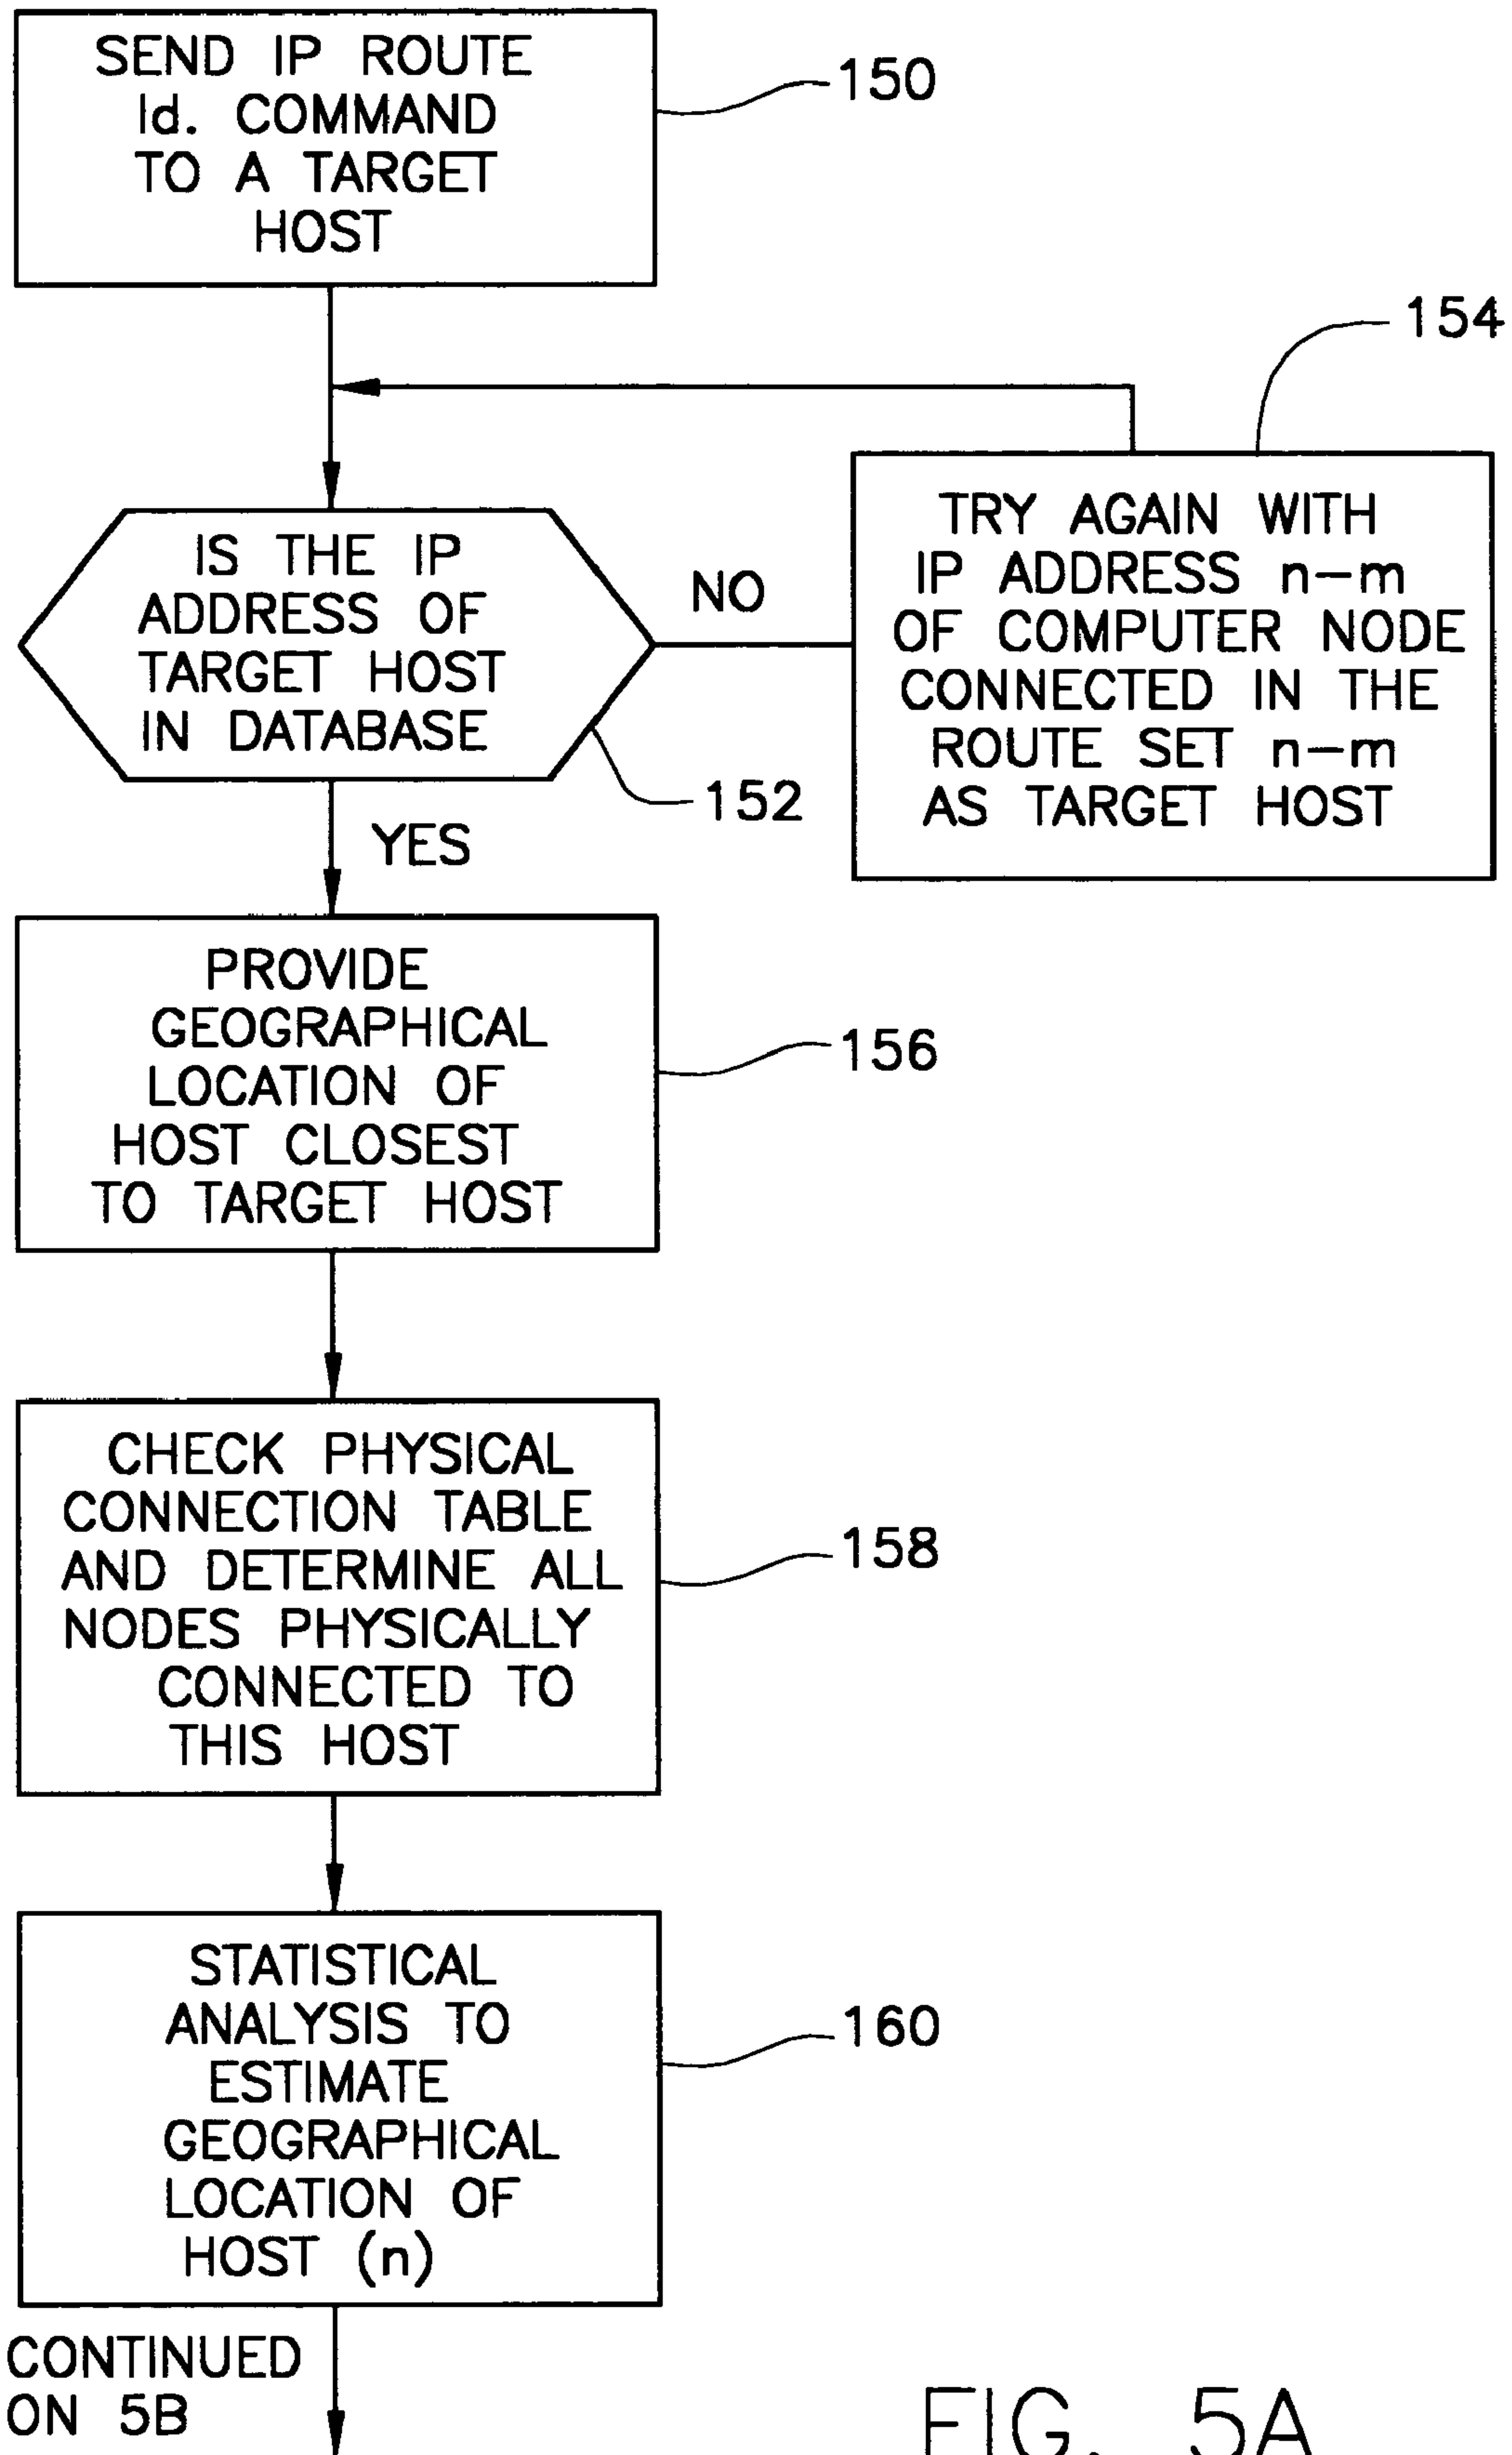 SEND IP ROUTE
Id. COMMAND
TO A TARGET
HOST
150
154
IS THE IP
ADDRESS OF
TARGET HOST
IN DATABASE
NO
152
YES
TRY AGAIN WITH
IP ADDRESS n-m
OF COMPUTER NODE
CONNECTED IN THE
ROUTE SET n-m
AS TARGET HOST
PROVIDE
GEOGRAPHICAL
LOCATION OF
HOST CLOSEST
TO TARGET HOST
156
CHECK PHYSICAL
CONNECTION TABLE
AND DETERMINE ALL
NODES PHYSICALLY
CONNECTED TO
THIS HOST
158
STATISTICAL
ANALYSIS TO
ESTIMATE
GEOGRAPHICAL
LOCATION OF
HOST (n)
160
CONTINUED
ON 5B
FIG. 5A